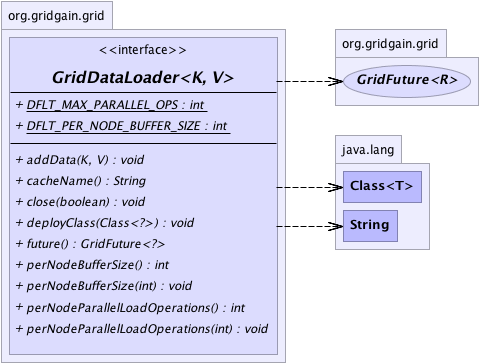 org.gridgain.grid
<<interface>>
GridDataLoader<K, V>
+ DFLT_MAX_PARALLEL_OPS : int
+ DFLT_PER_NODE_BUFFER_SIZE : int
+ addData(K, V) : void
+ cacheName() : String
+ close(boolean) : void
+ deployClass(Class<?>) : void
+ future() : GridFuture<?>
+ perNodeBufferSize() : int
+ perNodeBufferSize(int) : void
+ perNodeParallelLoadOperations() : int
+ perNodeParallelLoadOperations(int) : void
org.gridgain.grid
GridFuture<R>
java.lang
Class<T>
String